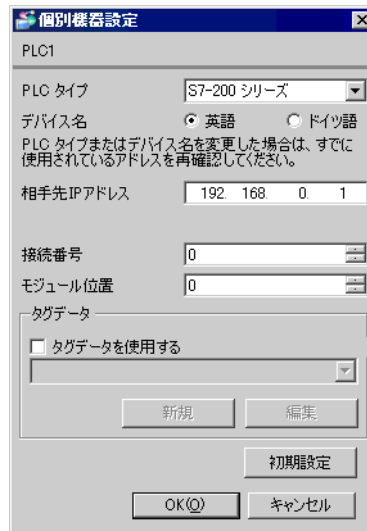 個別機器設定
PLC1
PLC タイプ S7-200 シリーズ
デバイス名 英語 ドイツ語
PLC タイプまたはデバイス名を変更した場合は、すでに
使用されているアドレスを再確認してください。
相手先IPアドレス 192. 168. 0. 1
接続番号 0
モジュール位置 0
タグデータ
タグデータを使用する
新規 編集
初期設定
OK(O) キャンセル